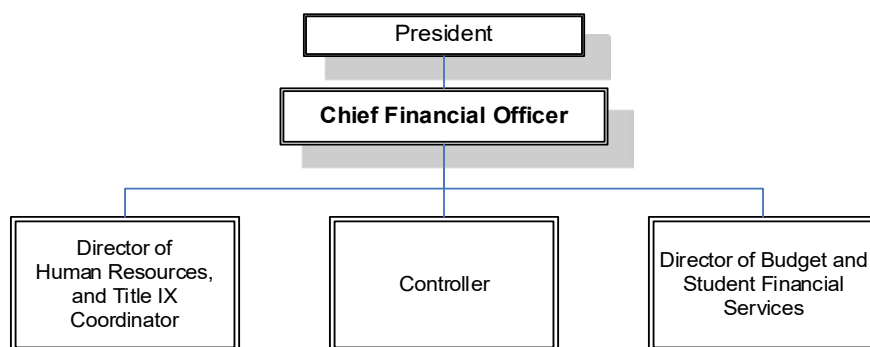 President
Chief Financial Officer
Director of
Human Resources,
and Title IX
Coordinator
Controller
Director of Budget and
Student Financial
Services